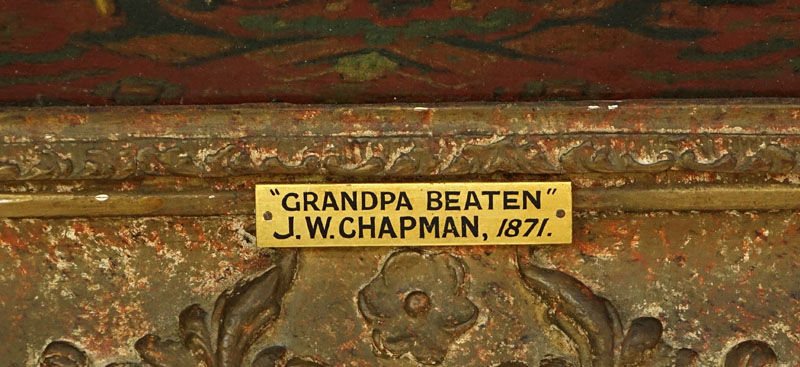 "GRANDPA BEATEN"
J.W. CHAPMAN, 1871.